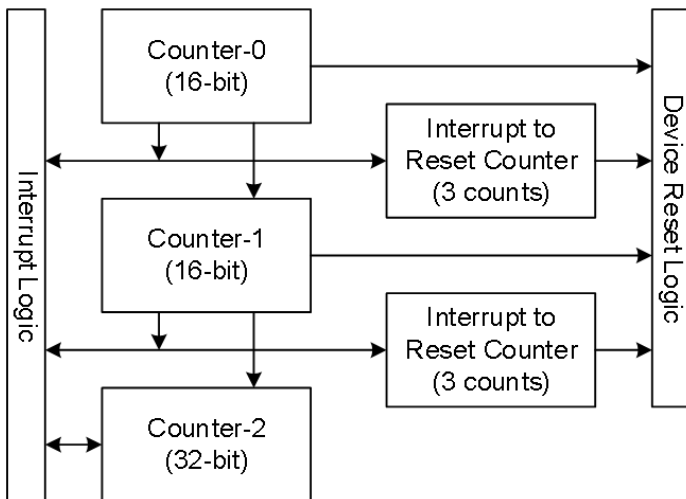 Counter-0
(16-bit)
Interrupt to
Reset Counter
(3 counts)
Interrupt Logic
Counter-1
(16-bit)
Device Reset Logic
Interrupt to
Reset Counter
(3 counts)
Counter-2
(32-bit)